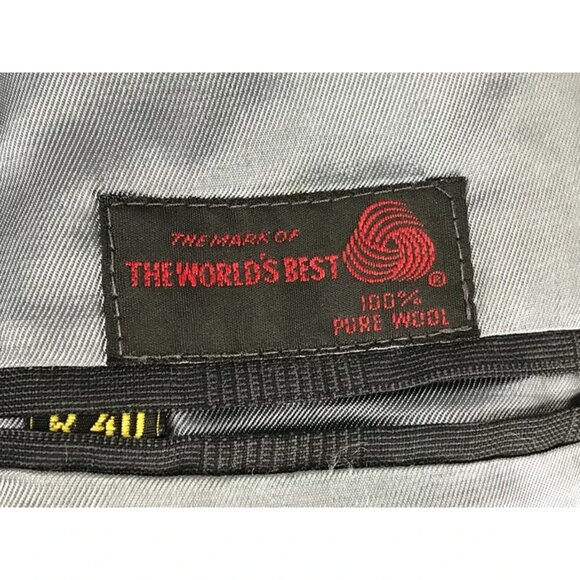 THE MARK OF
THE WORLD'S BEST
®
100%
PURE WOOL
40